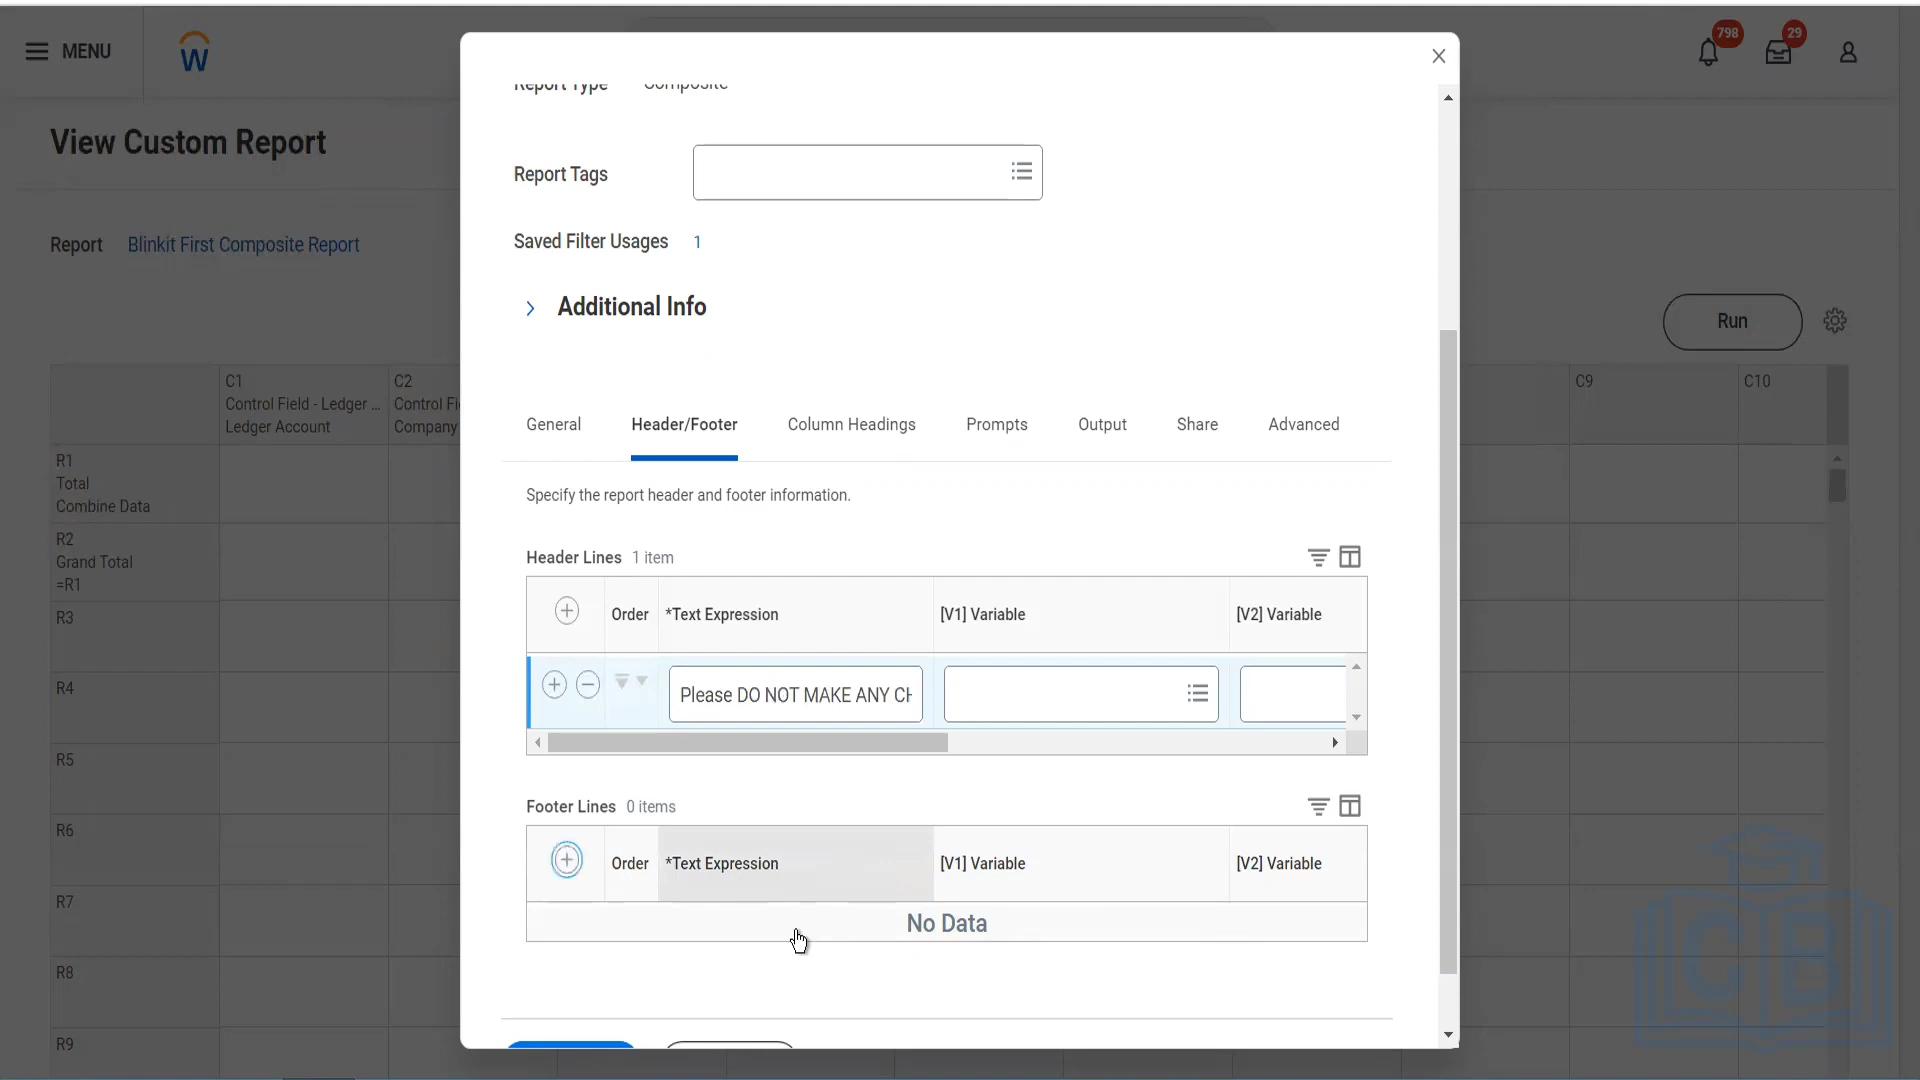 MENU
798
29
View Custom Report
Report Type
Composite
Report Tags
Report
Blinkit First Composite Report
Saved Filter Usages
1
Additional Info
Run
C1
Control Field - Ledger ...
Ledger Account
C2
Control Fi
Company
C9
C10
General
Header/Footer
Column Headings
Prompts
Output
Share
Advanced
R1
Total
Combine Data
R2
Grand Total
=R1
R3
R4
R5
R6
R7
R8
R9
Specify the report header and footer information.
Header Lines 1 item
Order
*Text Expression
[V1] Variable
[V2] Variable
Please DO NOT MAKE ANY CH
Footer Lines 0 items
Order
*Text Expression
[V1] Variable
[V2] Variable
No Data
CB